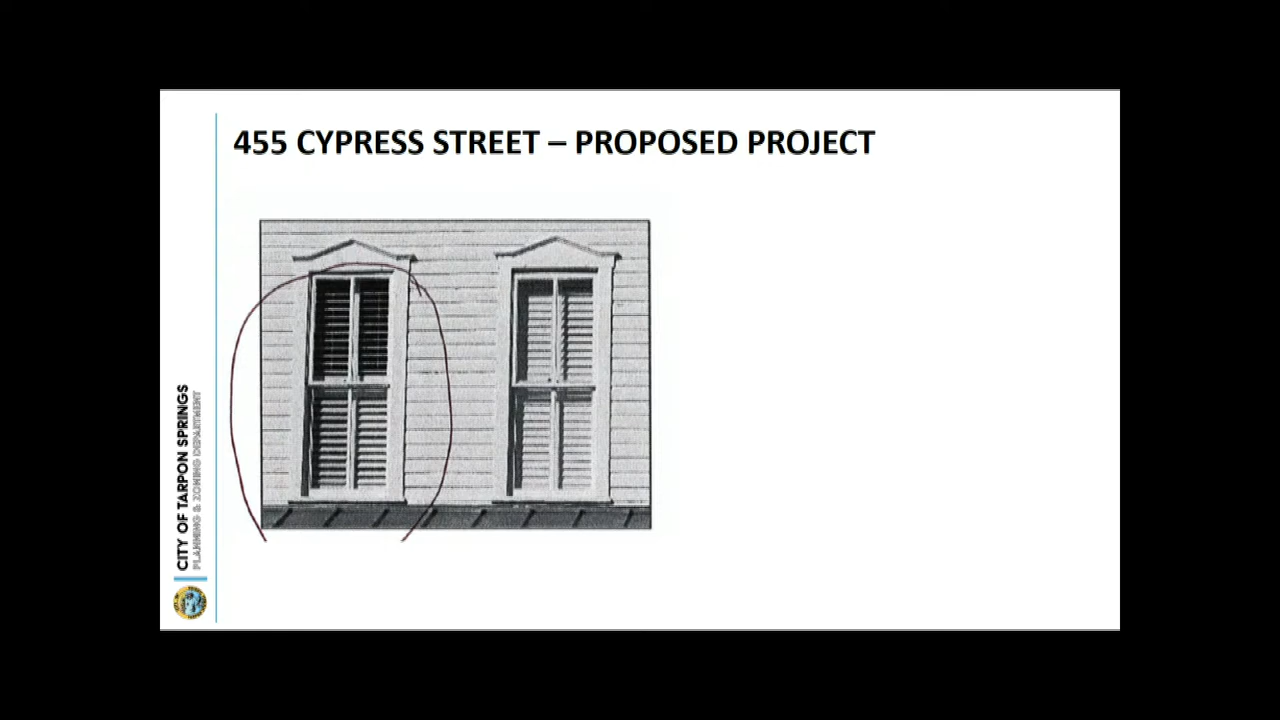 455 CYPRESS STREET – PROPOSED PROJECT
CITY OF TARPON SPRINGS
PLANNING & ZONING DEPARTMENT